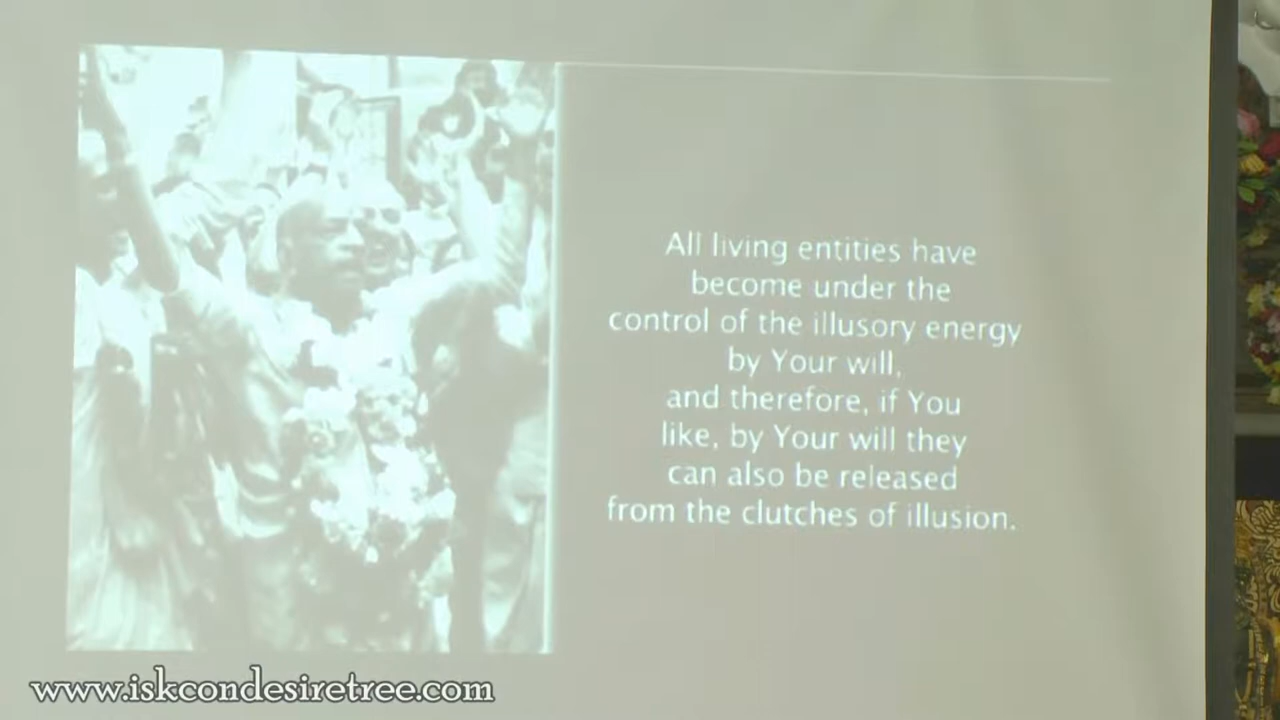 All living entities have
become under the
control of the illusory energy
by Your will,
and therefore, if You
like, by Your will they
can also be released
from the clutches of illusion.
www.iskcondesiretree.com